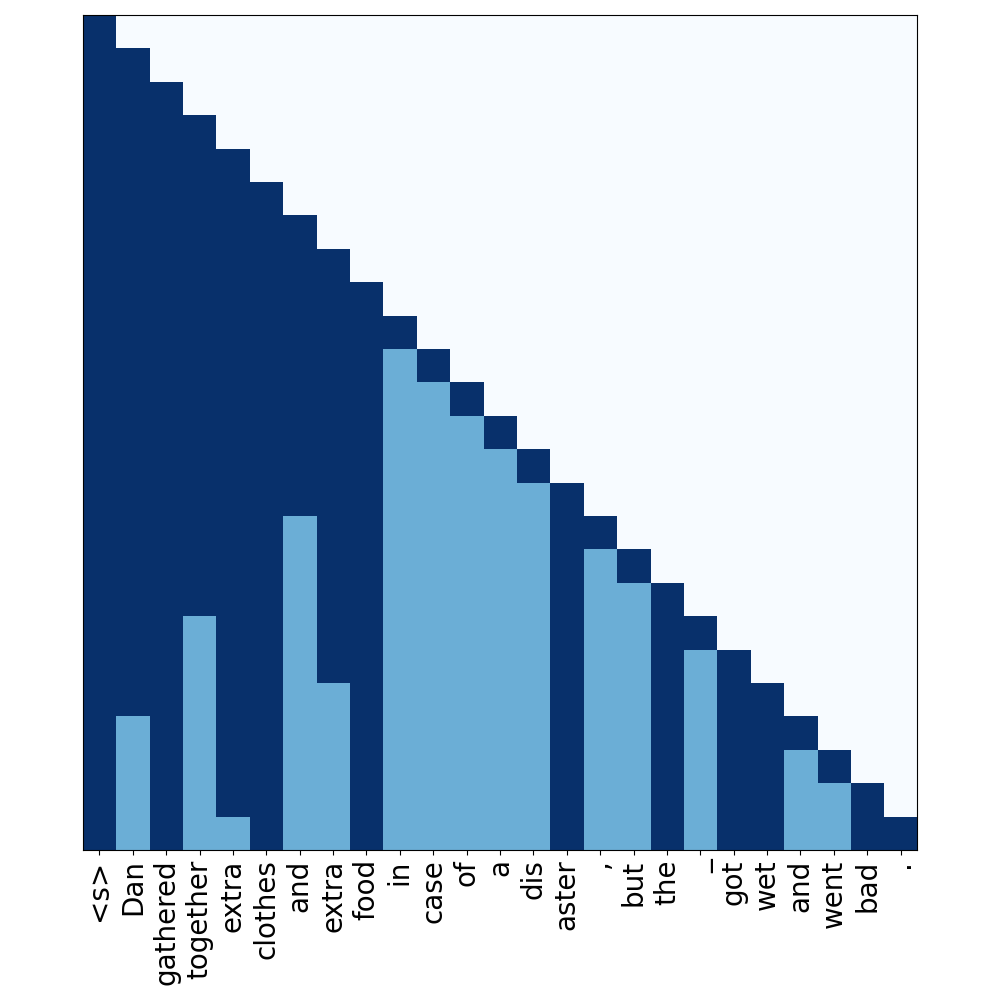 <s> Dan gathered together extra clothes and extra food in case of a dis aster , but the _ got wet and went bad .